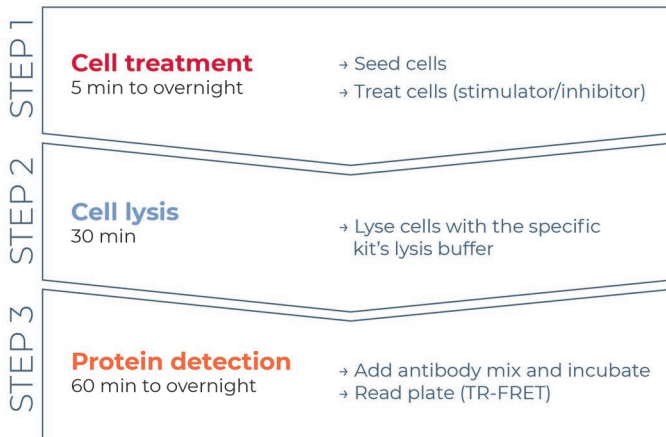 STEP 1
Cell treatment
5 min to overnight
→ Seed cells
→ Treat cells (stimulator/inhibitor)
STEP 2
Cell lysis
30 min
→ Lyse cells with the specific
kit's lysis buffer
STEP 3
Protein detection
60 min to overnight
→ Add antibody mix and incubate
→ Read plate (TR-FRET)